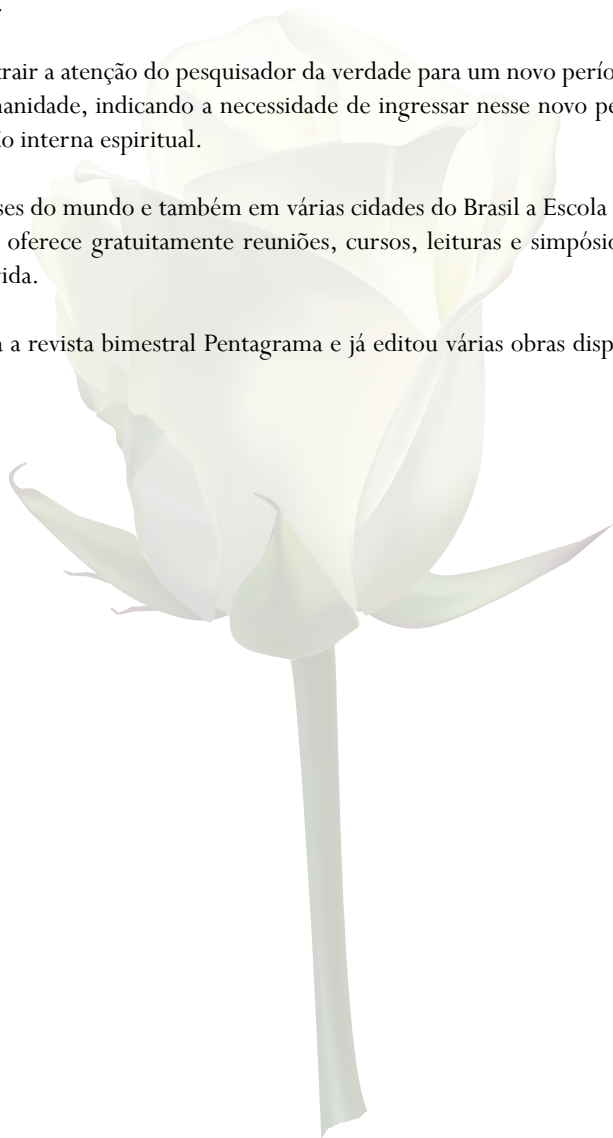 trair a atenção do pesquisador da verdade para um novo perío
nanidade, indicando a necessidade de ingressar nesse novo pe
o interna espiritual.
ses do mundo e também em várias cidades do Brasil a Escola
oferece gratuitamente reuniões, cursos, leituras e simpósio
vida.
a revista bimestral Pentagrama e já editou várias obras disp